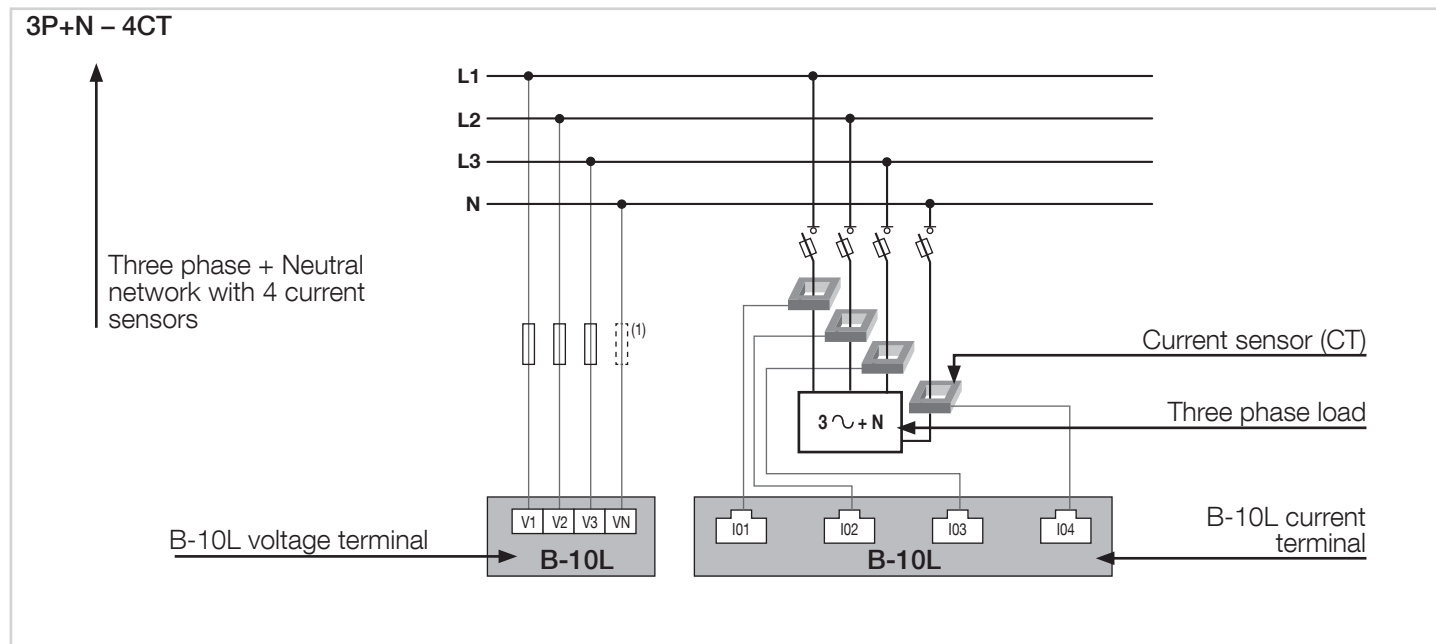 3P+N – 4CT
L1
L2
L3
N
Three phase + Neutral
network with 4 current
sensors
(1)
Current sensor (CT)
Three phase load
3 ∿ + N
V1 V2 V3 VN
B-10L
B-10L voltage terminal
I01 I02 I03 I04
B-10L
B-10L current
terminal